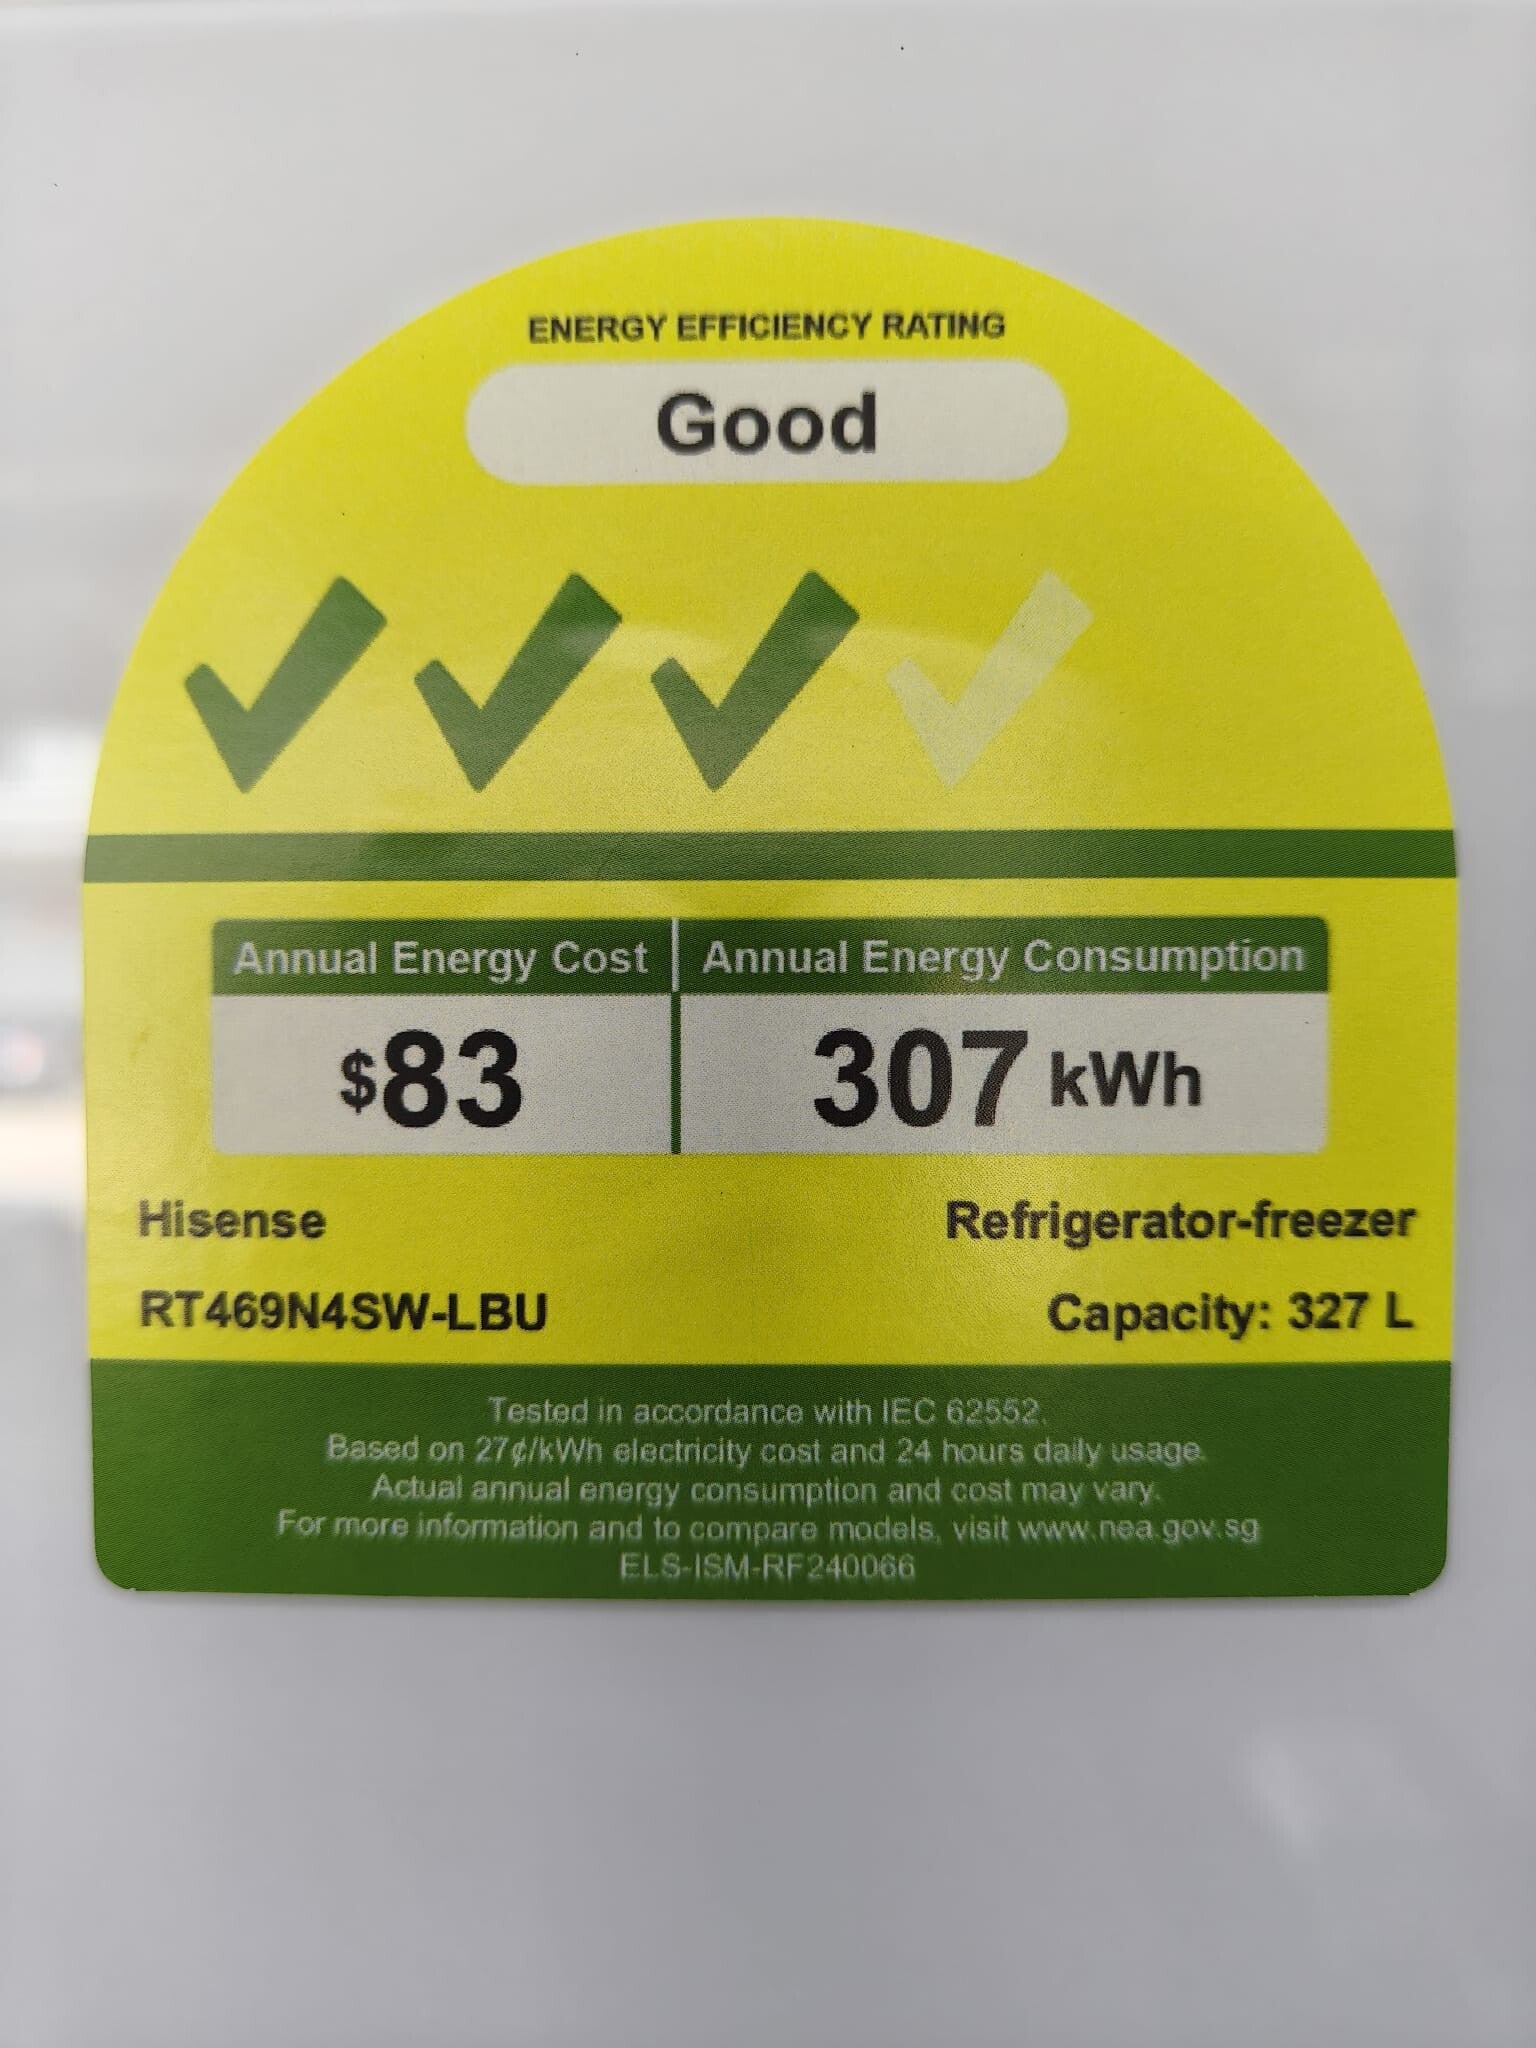 ENERGY EFFICIENCY RATING
Good
Annual Energy Cost | Annual Energy Consumption
$83 307 kWh
Hisense Refrigerator-freezer
RT469N4SW-LBU Capacity: 327 L
Tested in accordance with IEC 62552.
Based on 27¢/kWh electricity cost and 24 hours daily usage.
Actual annual energy consumption and cost may vary.
For more information and to compare models, visit www.nea.gov.sg
ELS-ISM-RF240066